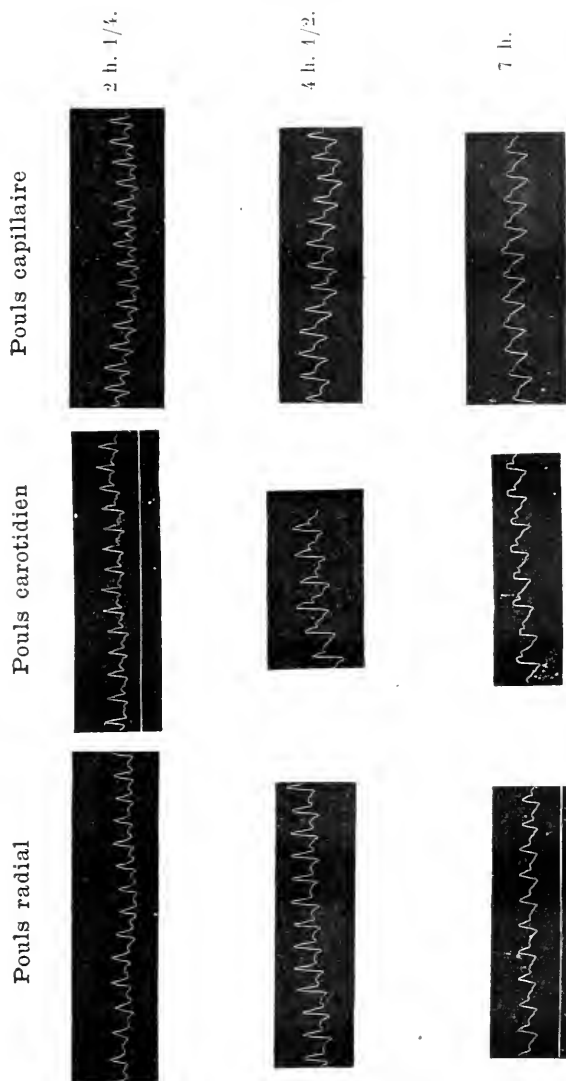 Pouls radial
Pouls carotidien
Pouls capillaire
2 h. 1/4.
4 h. 1/2.
7 h.